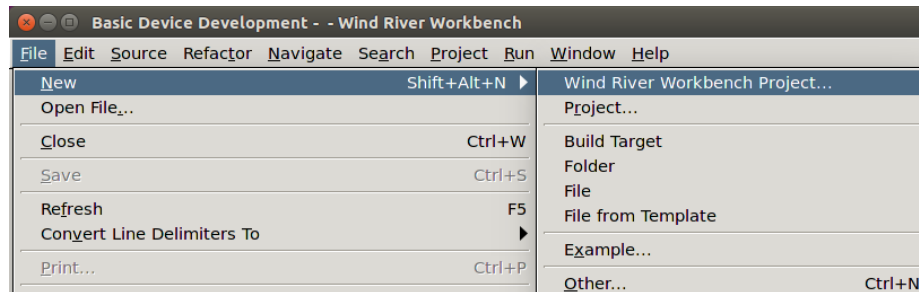 Basic Device Development - - Wind River Workbench
File Edit Source Refactor Navigate Search Project Run Window Help
New Shift+Alt+N
Open File...
Close Ctrl+W
Save Ctrl+S
Refresh F5
Convert Line Delimiters To
Print... Ctrl+P
Wind River Workbench Project...
Project...
Build Target
Folder
File
File from Template
Example...
Other... Ctrl+N